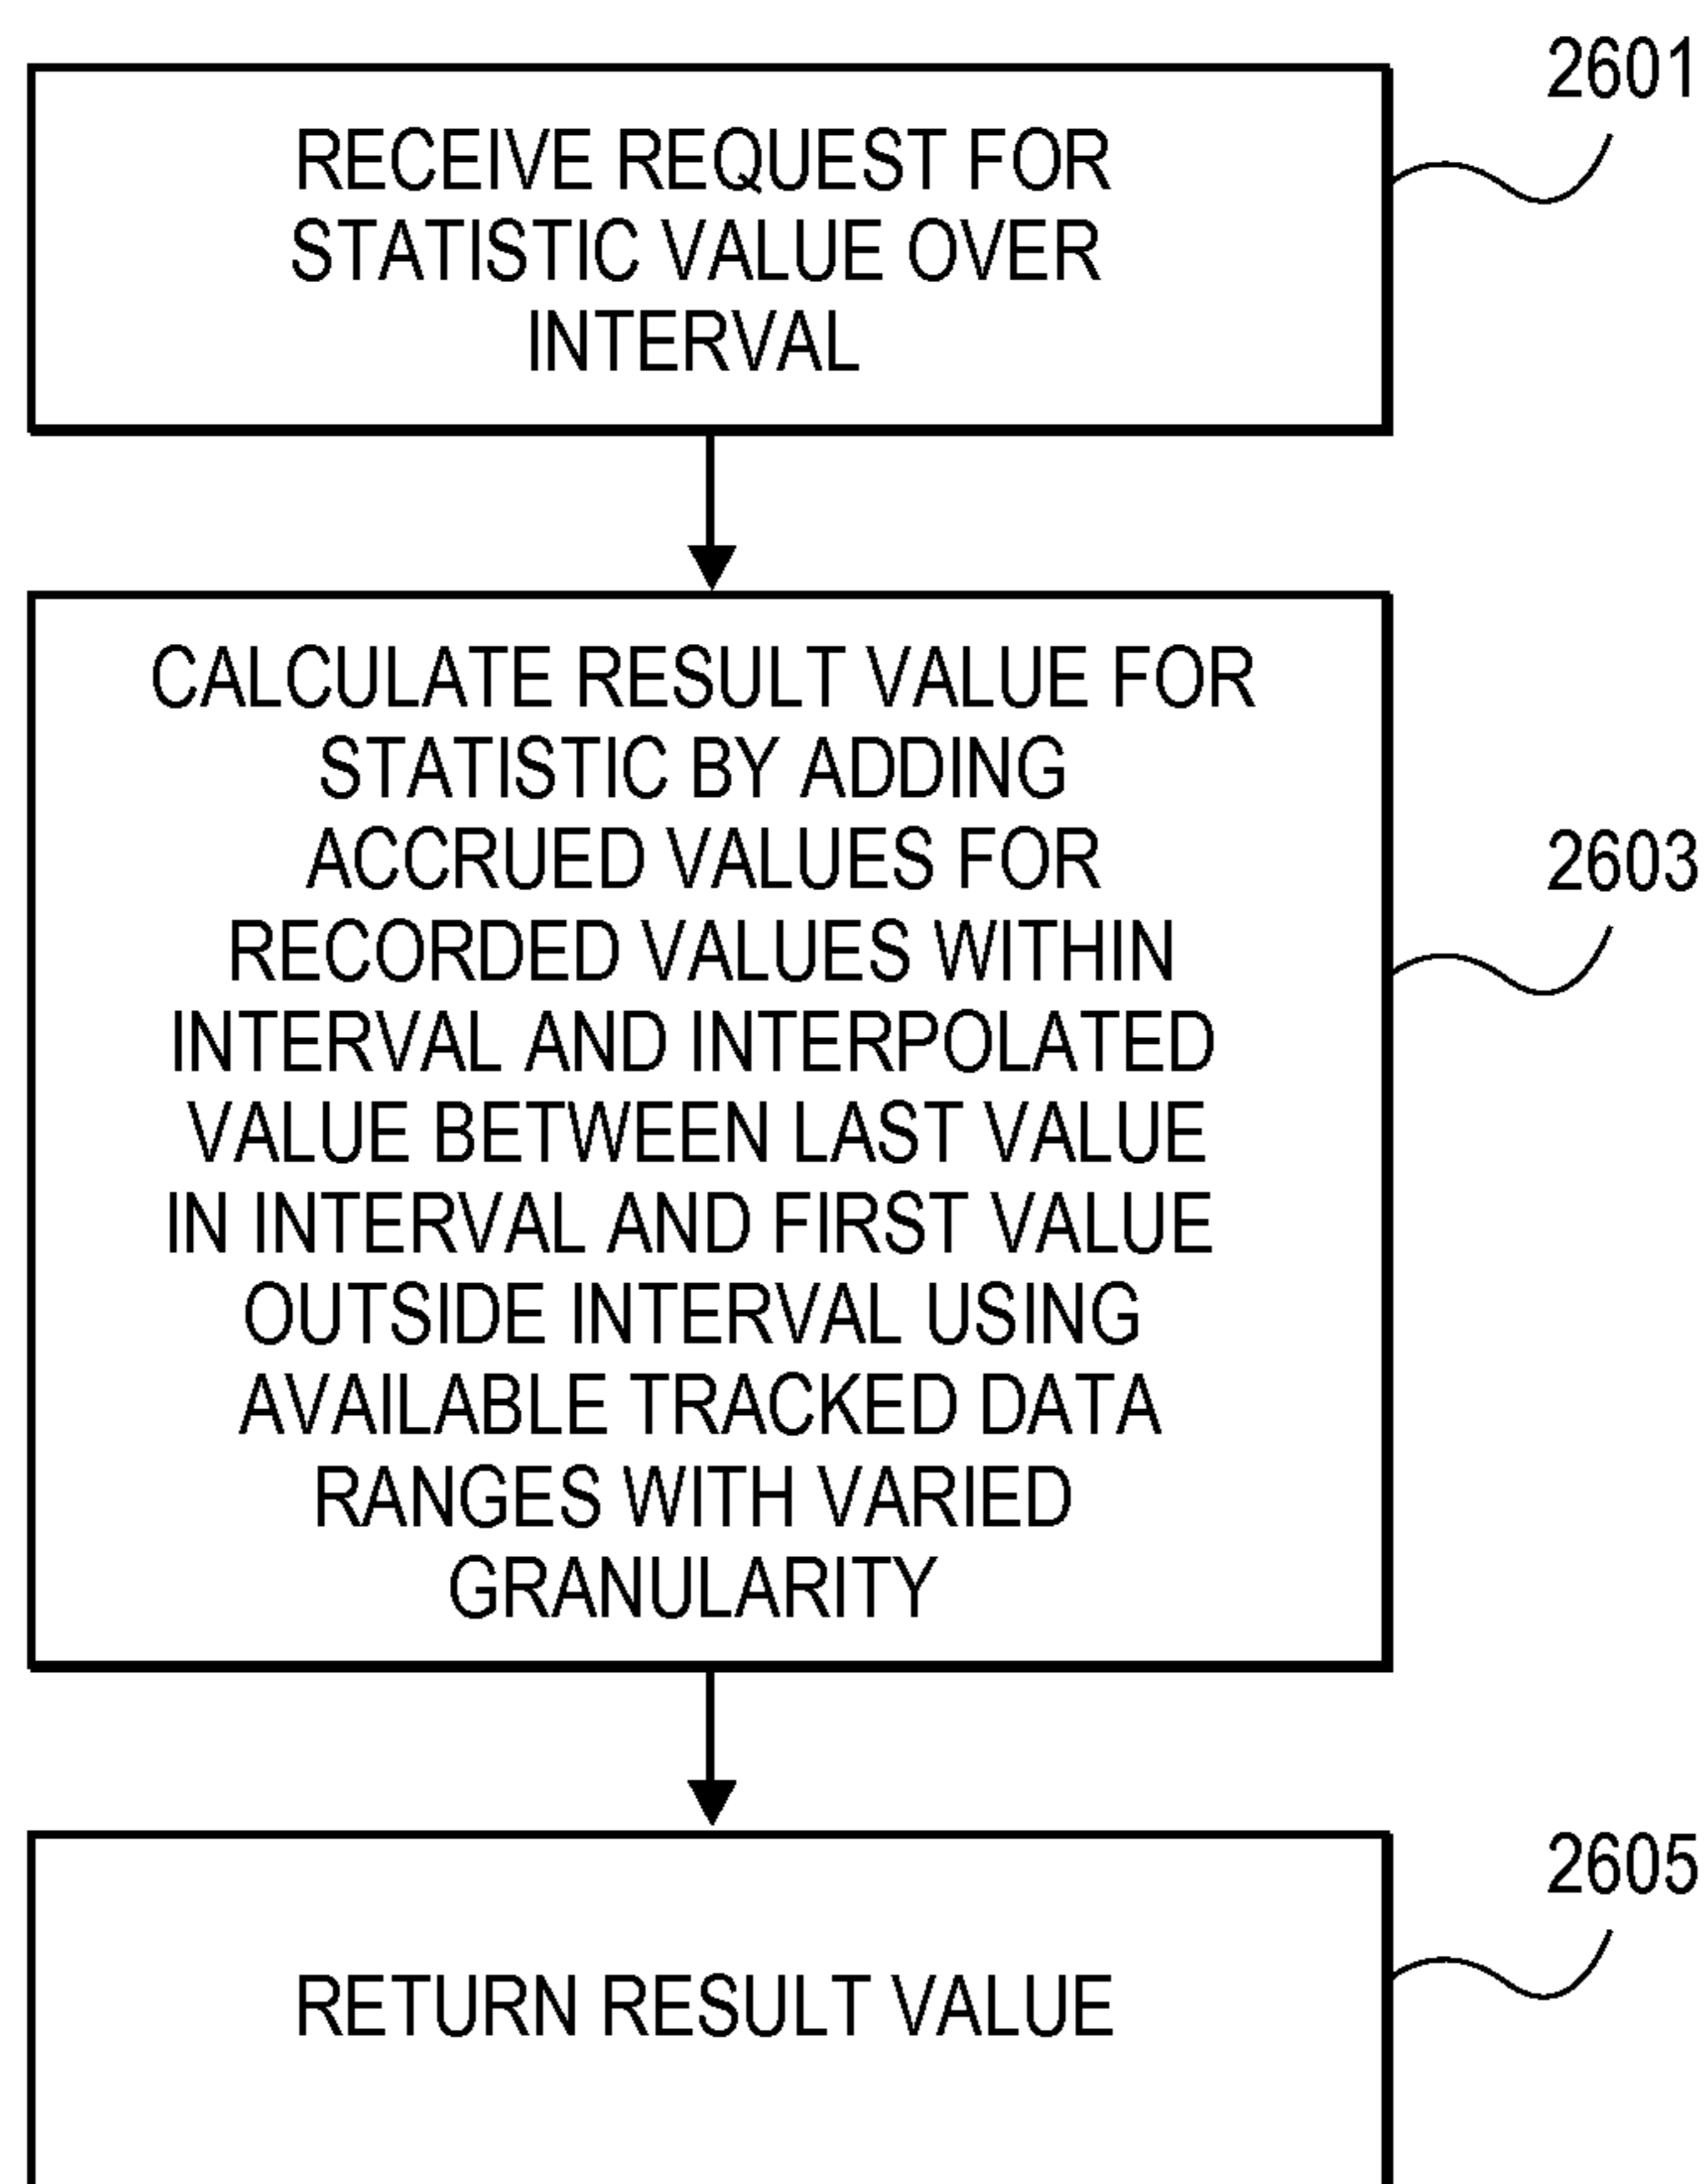 2601
RECEIVE REQUEST FOR
STATISTIC VALUE OVER
INTERVAL
CALCULATE RESULT VALUE FOR
STATISTIC BY ADDING
ACCRUED VALUES FOR
RECORDED VALUES WITHIN
INTERVAL AND INTERPOLATED
VALUE BETWEEN LAST VALUE
IN INTERVAL AND FIRST VALUE
OUTSIDE INTERVAL USING
AVAILABLE TRACKED DATA
RANGES WITH VARIED
GRANULARITY
2603
2605
RETURN RESULT VALUE